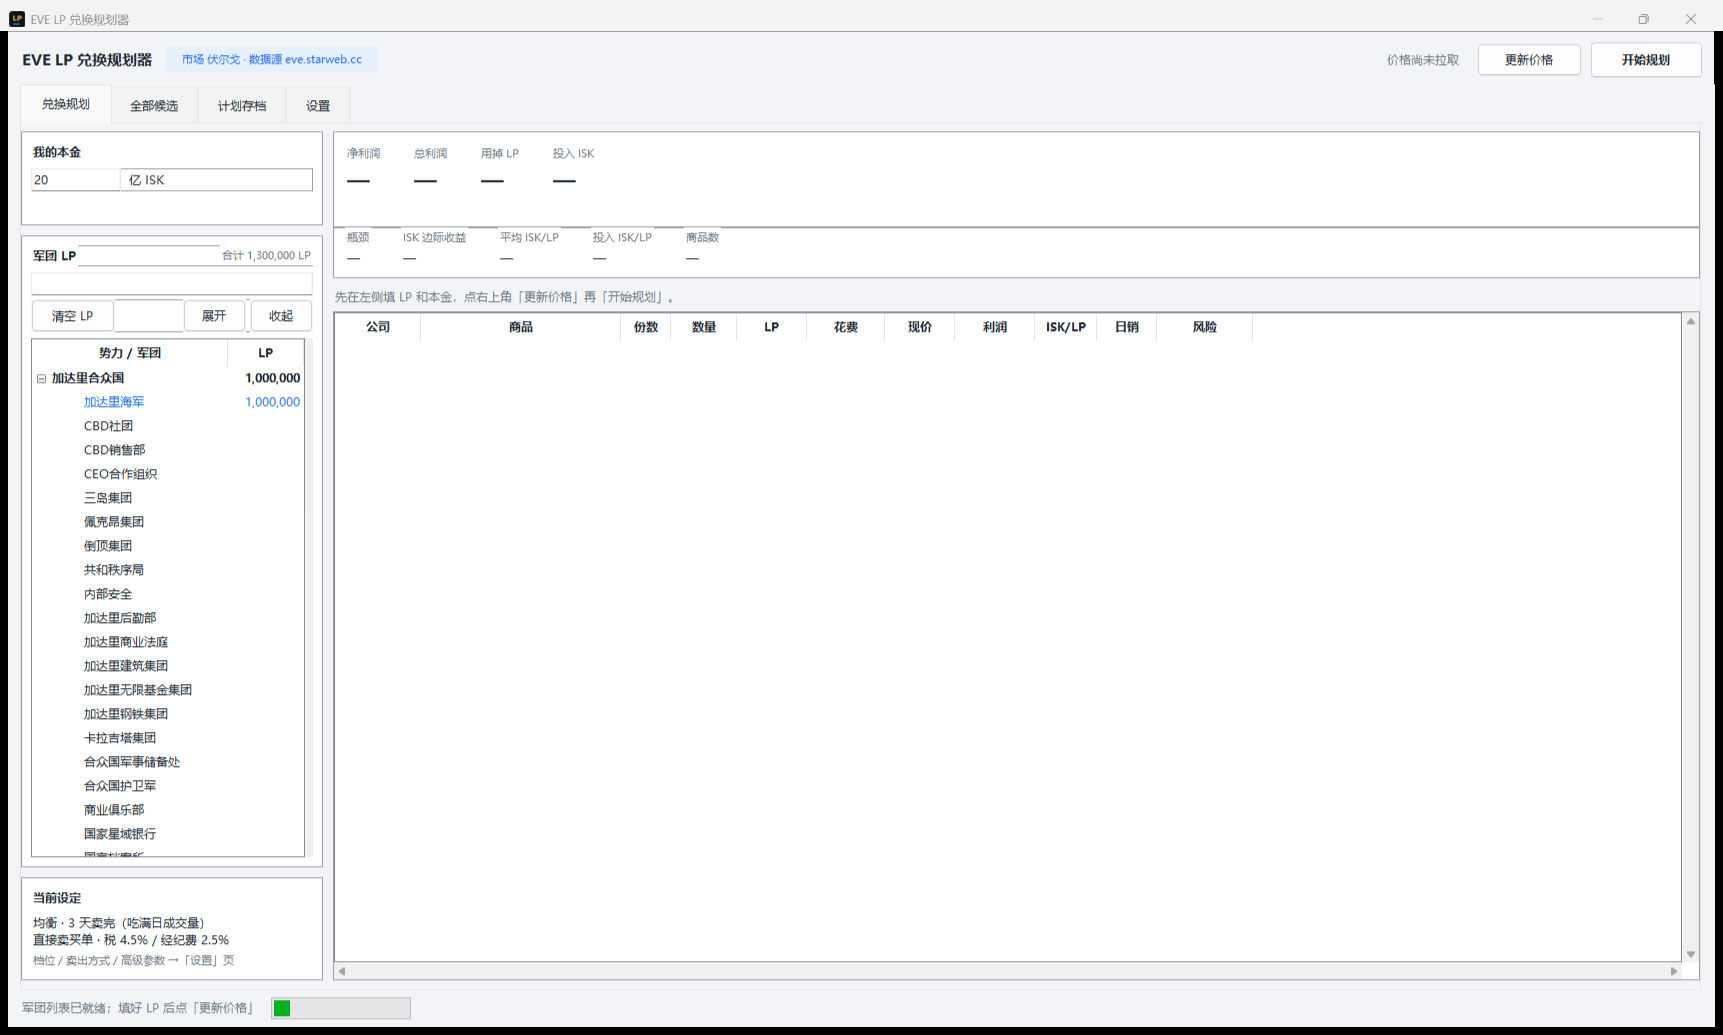 EVE LP 兑换规划器
EVE LP 兑换规划器 市场 伏尔戈 · 数据源 eve.starweb.cc 价格尚未拉取 更新价格 开始规划
兑换规划 全部候选 计划存档 设置
我的本金
20 亿 ISK
净利润 总利润 用掉 LP 投入 ISK
— — — —
瓶颈 ISK 边际收益 平均 ISK/LP 投入 ISK/LP 商品数
— — — — —
军团 LP 合计 1,300,000 LP
清空 LP 展开 收起
先在左侧填 LP 和本金，点右上角「更新价格」再「开始规划」。
公司 商品 份数 数量 LP 花费 现价 利润 ISK/LP 日销 风险
势力 / 军团 LP
加达里合众国 1,000,000
加达里海军 1,000,000
CBD社团
CBD销售部
CEO合作组织
三岛集团
佩克昂集团
倒顶集团
共和秩序局
内部安全
加达里后勤部
加达里商业法庭
加达里建筑集团
加达里无限基金集团
加达里钢铁集团
卡拉吉塔集团
合众国军事储备处
合众国护卫军
商业俱乐部
国家星域银行
当前设定
均衡 · 3 天卖完（吃满日成交量）
直接卖买单 · 税 4.5% / 经纪费 2.5%
档位 / 卖出方式 / 高级参数 →「设置」页
军团列表已就绪；填好 LP 后点「更新价格」